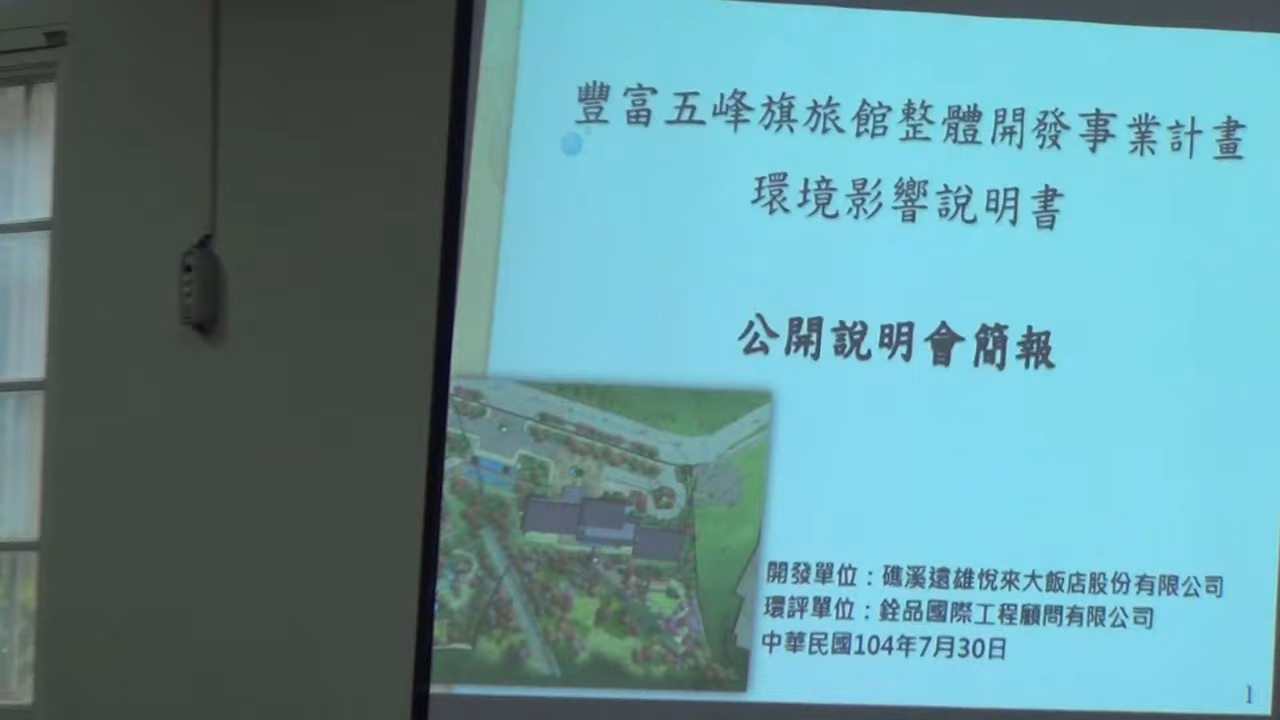 豐富五峰旗旅館整體開發事業計畫
環境影響說明書
公開說明會簡報
開發單位：礁溪遠雄悅來大飯店股份有限公司
環評單位：銓品國際工程顧問有限公司
中華民國104年7月30日
1